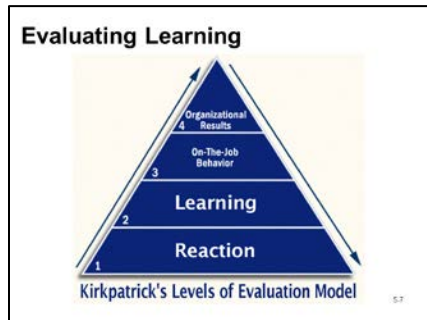 Evaluating Learning
Organizational
4 Results
On-The-Job
Behavior
3
Learning
2
Reaction
1
Kirkpatrick's Levels of Evaluation Model
5-7